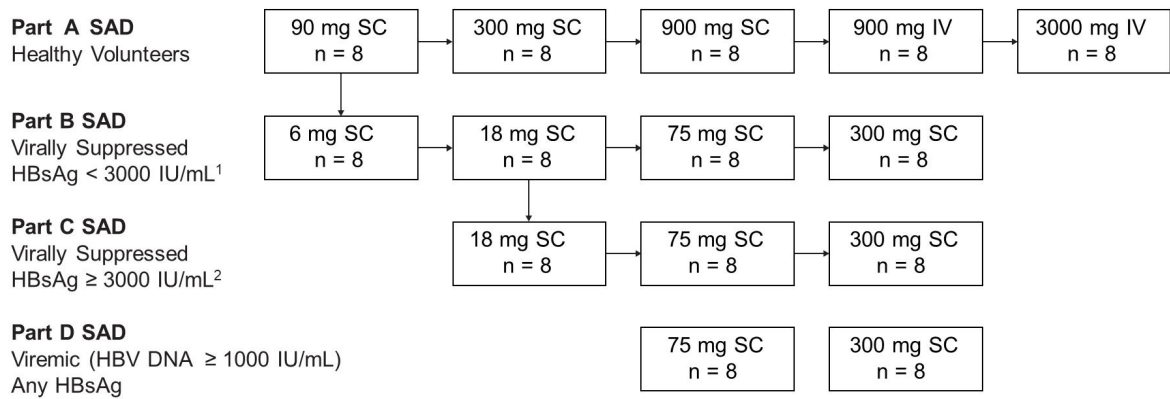 Part A SAD
Healthy Volunteers
90 mg SC
n = 8
300 mg SC
n = 8
900 mg SC
n = 8
900 mg IV
n = 8
3000 mg IV
n = 8
Part B SAD
Virally Suppressed
HBsAg < 3000 IU/mL¹
6 mg SC
n = 8
18 mg SC
n = 8
75 mg SC
n = 8
300 mg SC
n = 8
Part C SAD
Virally Suppressed
HBsAg ≥ 3000 IU/mL²
18 mg SC
n = 8
75 mg SC
n = 8
300 mg SC
n = 8
Part D SAD
Viremic (HBV DNA ≥ 1000 IU/mL)
Any HBsAg
75 mg SC
n = 8
300 mg SC
n = 8